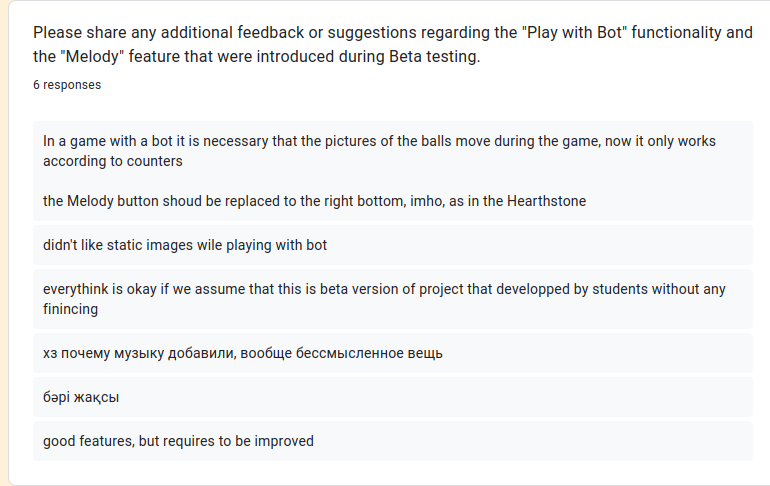 Please share any additional feedback or suggestions regarding the "Play with Bot" functionality and
the "Melody" feature that were introduced during Beta testing.
6 responses
In a game with a bot it is necessary that the pictures of the balls move during the game, now it only works
according to counters
the Melody button shoud be replaced to the right bottom, imho, as in the Hearthstone
didn't like static images wile playing with bot
everythink is okay if we assume that this is beta version of project that developped by students without any
finincing
хз почему музыку добавили, вообще бессмысленное вещь
бәрі жақсы
good features, but requires to be improved